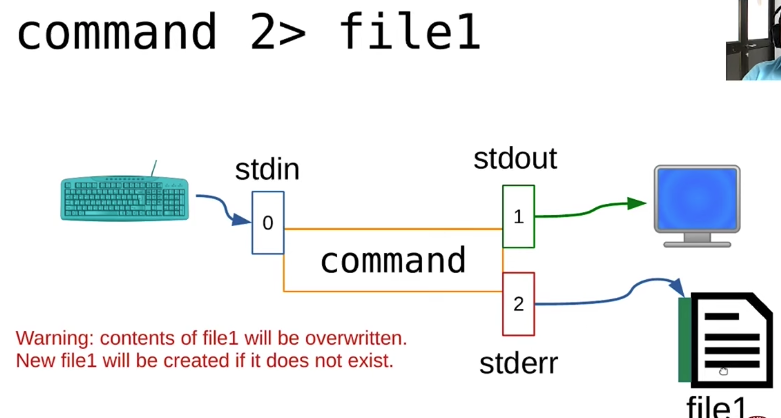 command 2> file1
stdin
stdout
0
1
command
2
Warning: contents of file1 will be overwritten.
New file1 will be created if it does not exist.
stderr
file1